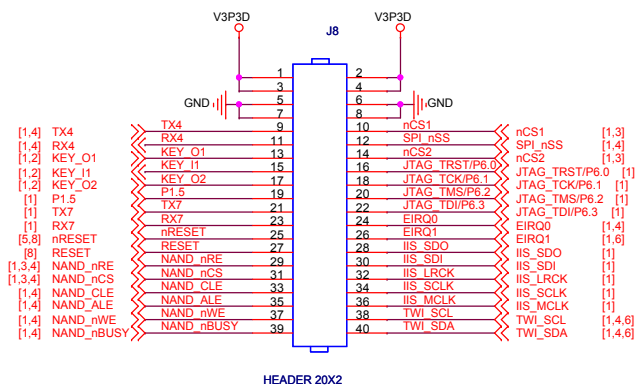 V3P3D V3P3D
J8
1 2
3 4
GND 5 6 GND
7 8
[1,4] TX4 TX4 9 10 nCS1 nCS1 [1,3]
[1,4] RX4 RX4 11 12 SPI_nSS SPI_nSS [1,4]
[1,2] KEY_O1 KEY_O1 13 14 nCS2 nCS2 [1,3]
[1,2] KEY_I1 KEY_I1 15 16 JTAG_TRST/P6.0 JTAG_TRST/P6.0 [1]
[1,2] KEY_O2 KEY_O2 17 18 JTAG_TCK/P6.1 JTAG_TCK/P6.1 [1]
[1] P1.5 P1.5 19 20 JTAG_TMS/P6.2 JTAG_TMS/P6.2 [1]
[1] TX7 TX7 21 22 JTAG_TDI/P6.3 JTAG_TDI/P6.3 [1]
[1] RX7 RX7 23 24 EIRQ0 EIRQ0 [1,4]
[5,8] nRESET nRESET 25 26 EIRQ1 EIRQ1 [1,6]
[8] RESET RESET 27 28 IIS_SDO IIS_SDO [1]
[1,3,4] NAND_nRE NAND_nRE 29 30 IIS_SDI IIS_SDI [1]
[1,3,4] NAND_nCS NAND_nCS 31 32 IIS_LRCK IIS_LRCK [1]
[1,4] NAND_CLE NAND_CLE 33 34 IIS_SCLK IIS_SCLK [1]
[1,4] NAND_ALE NAND_ALE 35 36 IIS_MCLK IIS_MCLK [1]
[1,4] NAND_nWE NAND_nWE 37 38 TWI_SCL TWI_SCL [1,4,6]
[1,4] NAND_nBUSY NAND_nBUSY 39 40 TWI_SDA TWI_SDA [1,4,6]
HEADER 20X2